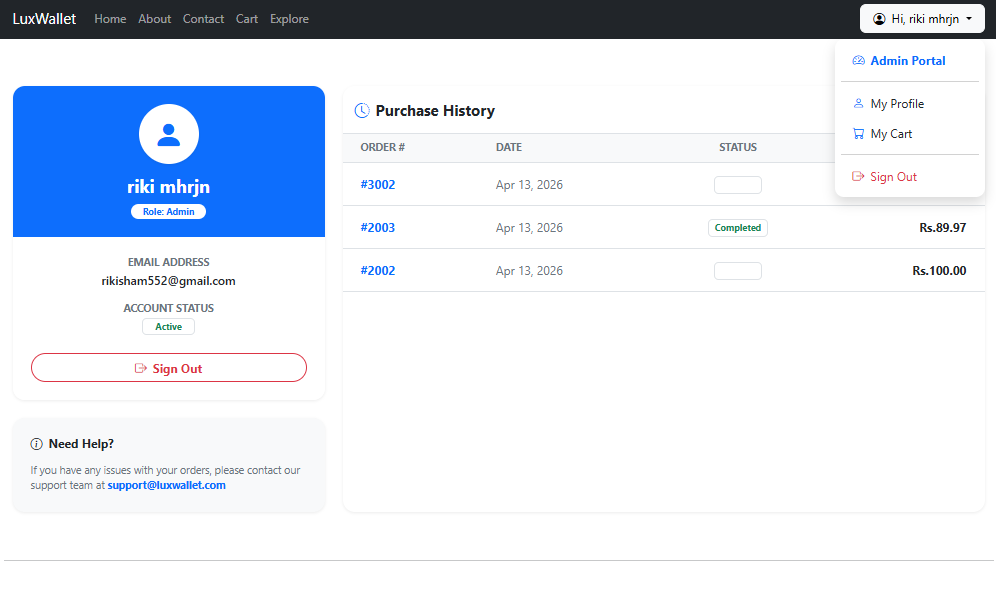 LuxWallet Home About Contact Cart Explore Hi, riki mhrjn
Admin Portal
My Profile
My Cart
Sign Out
riki mhrjn
Role: Admin
EMAIL ADDRESS
rikisham552@gmail.com
ACCOUNT STATUS
Active
Sign Out
Need Help?
If you have any issues with your orders, please contact our
support team at support@luxwallet.com
Purchase History
ORDER # DATE STATUS
#3002 Apr 13, 2026
#2003 Apr 13, 2026 Completed Rs.89.97
#2002 Apr 13, 2026 Rs.100.00